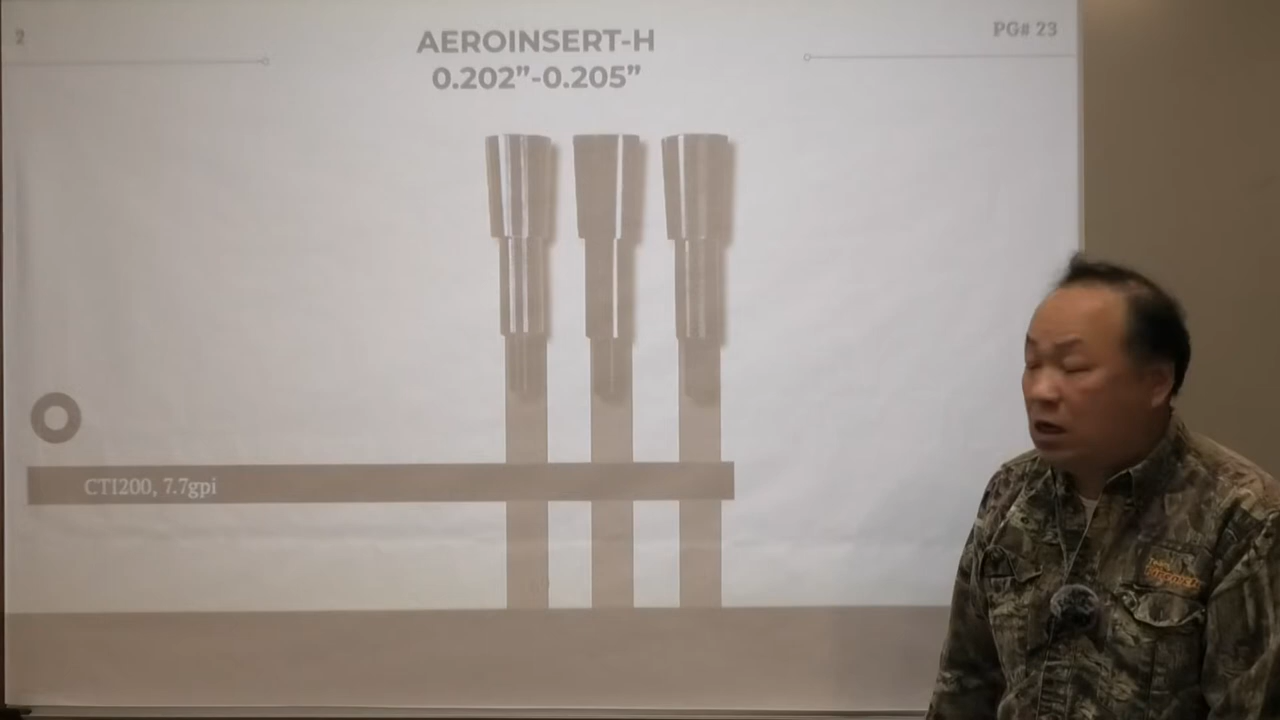 2
AEROINSERT-H
0.202”-0.205”
PG# 23
CTI200, 7.7gpi